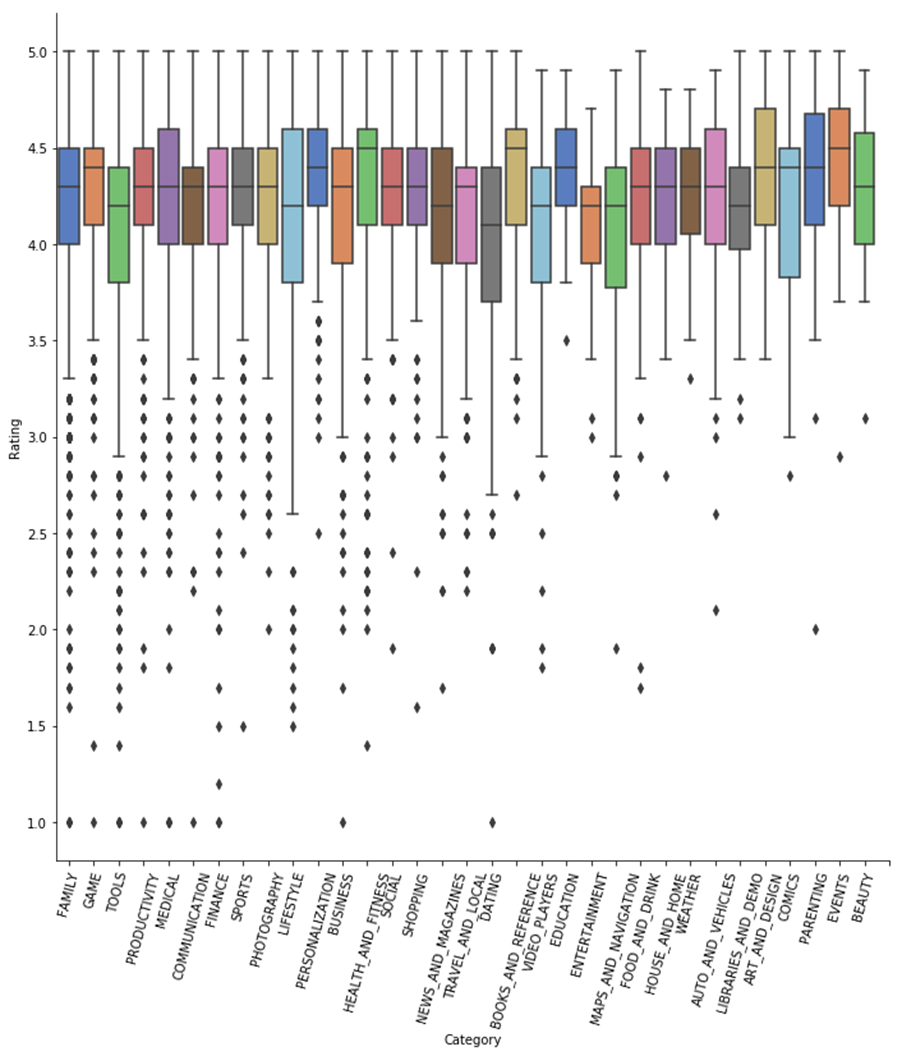 5.0
4.5
4.0
3.5
3.0
2.5
2.0
1.5
1.0
Rating
FAMILY
GAME
TOOLS
PRODUCTIVITY
MEDICAL
COMMUNICATION
FINANCE
SPORTS
PHOTOGRAPHY
LIFESTYLE
PERSONALIZATION
BUSINESS
HEALTH_AND_FITNESS
SOCIAL
SHOPPING
NEWS_AND_MAGAZINES
TRAVEL_AND_LOCAL
DATING
BOOKS_AND_REFERENCE
VIDEO_PLAYERS
EDUCATION
ENTERTAINMENT
MAPS_AND_NAVIGATION
FOOD_AND_DRINK
HOUSE_AND_HOME
WEATHER
AUTO_AND_VEHICLES
LIBRARIES_AND_DEMO
ART_AND_DESIGN
COMICS
PARENTING
EVENTS
BEAUTY
Category